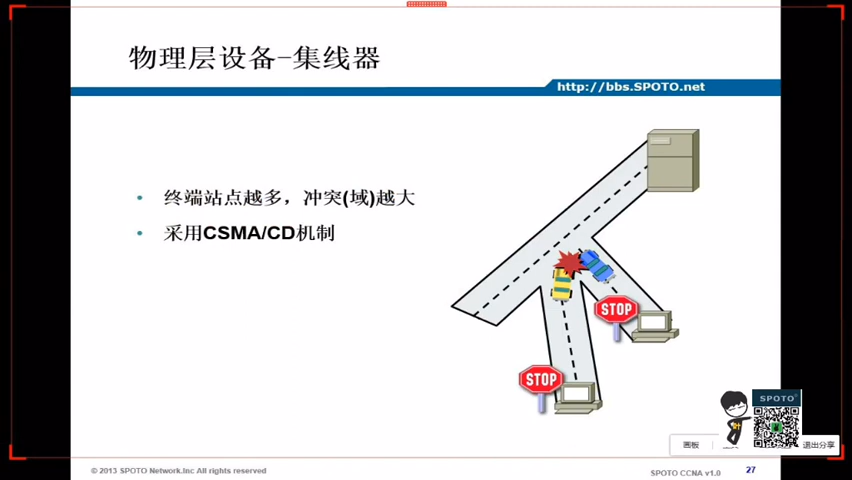 物理层设备-集线器
http://bbs.SPOTO.net
• 终端站点越多，冲突(域)越大
• 采用CSMA/CD机制
STOP
STOP
SPOTO
叶
画板
退出分享
© 2013 SPOTO Network.Inc All rights reserved
SPOTO CCNA v1.0
27